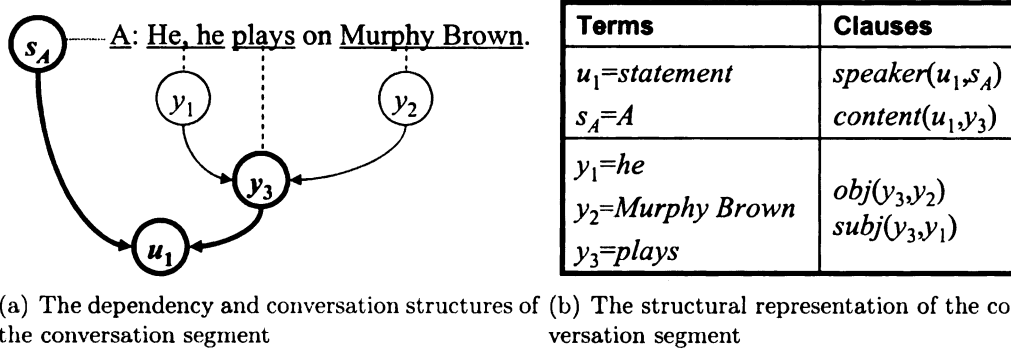 s_A A: He, he plays on Murphy Brown.
y_1 y_2
y_3
u_1
Terms Clauses
u_1=statement speaker(u_1,s_A)
s_A=A content(u_1,y_3)
y_1=he
y_2=Murphy Brown obj(y_3,y_2)
y_3=plays subj(y_3,y_1)
(a) The dependency and conversation structures of
the conversation segment
(b) The structural representation of the co
versation segment